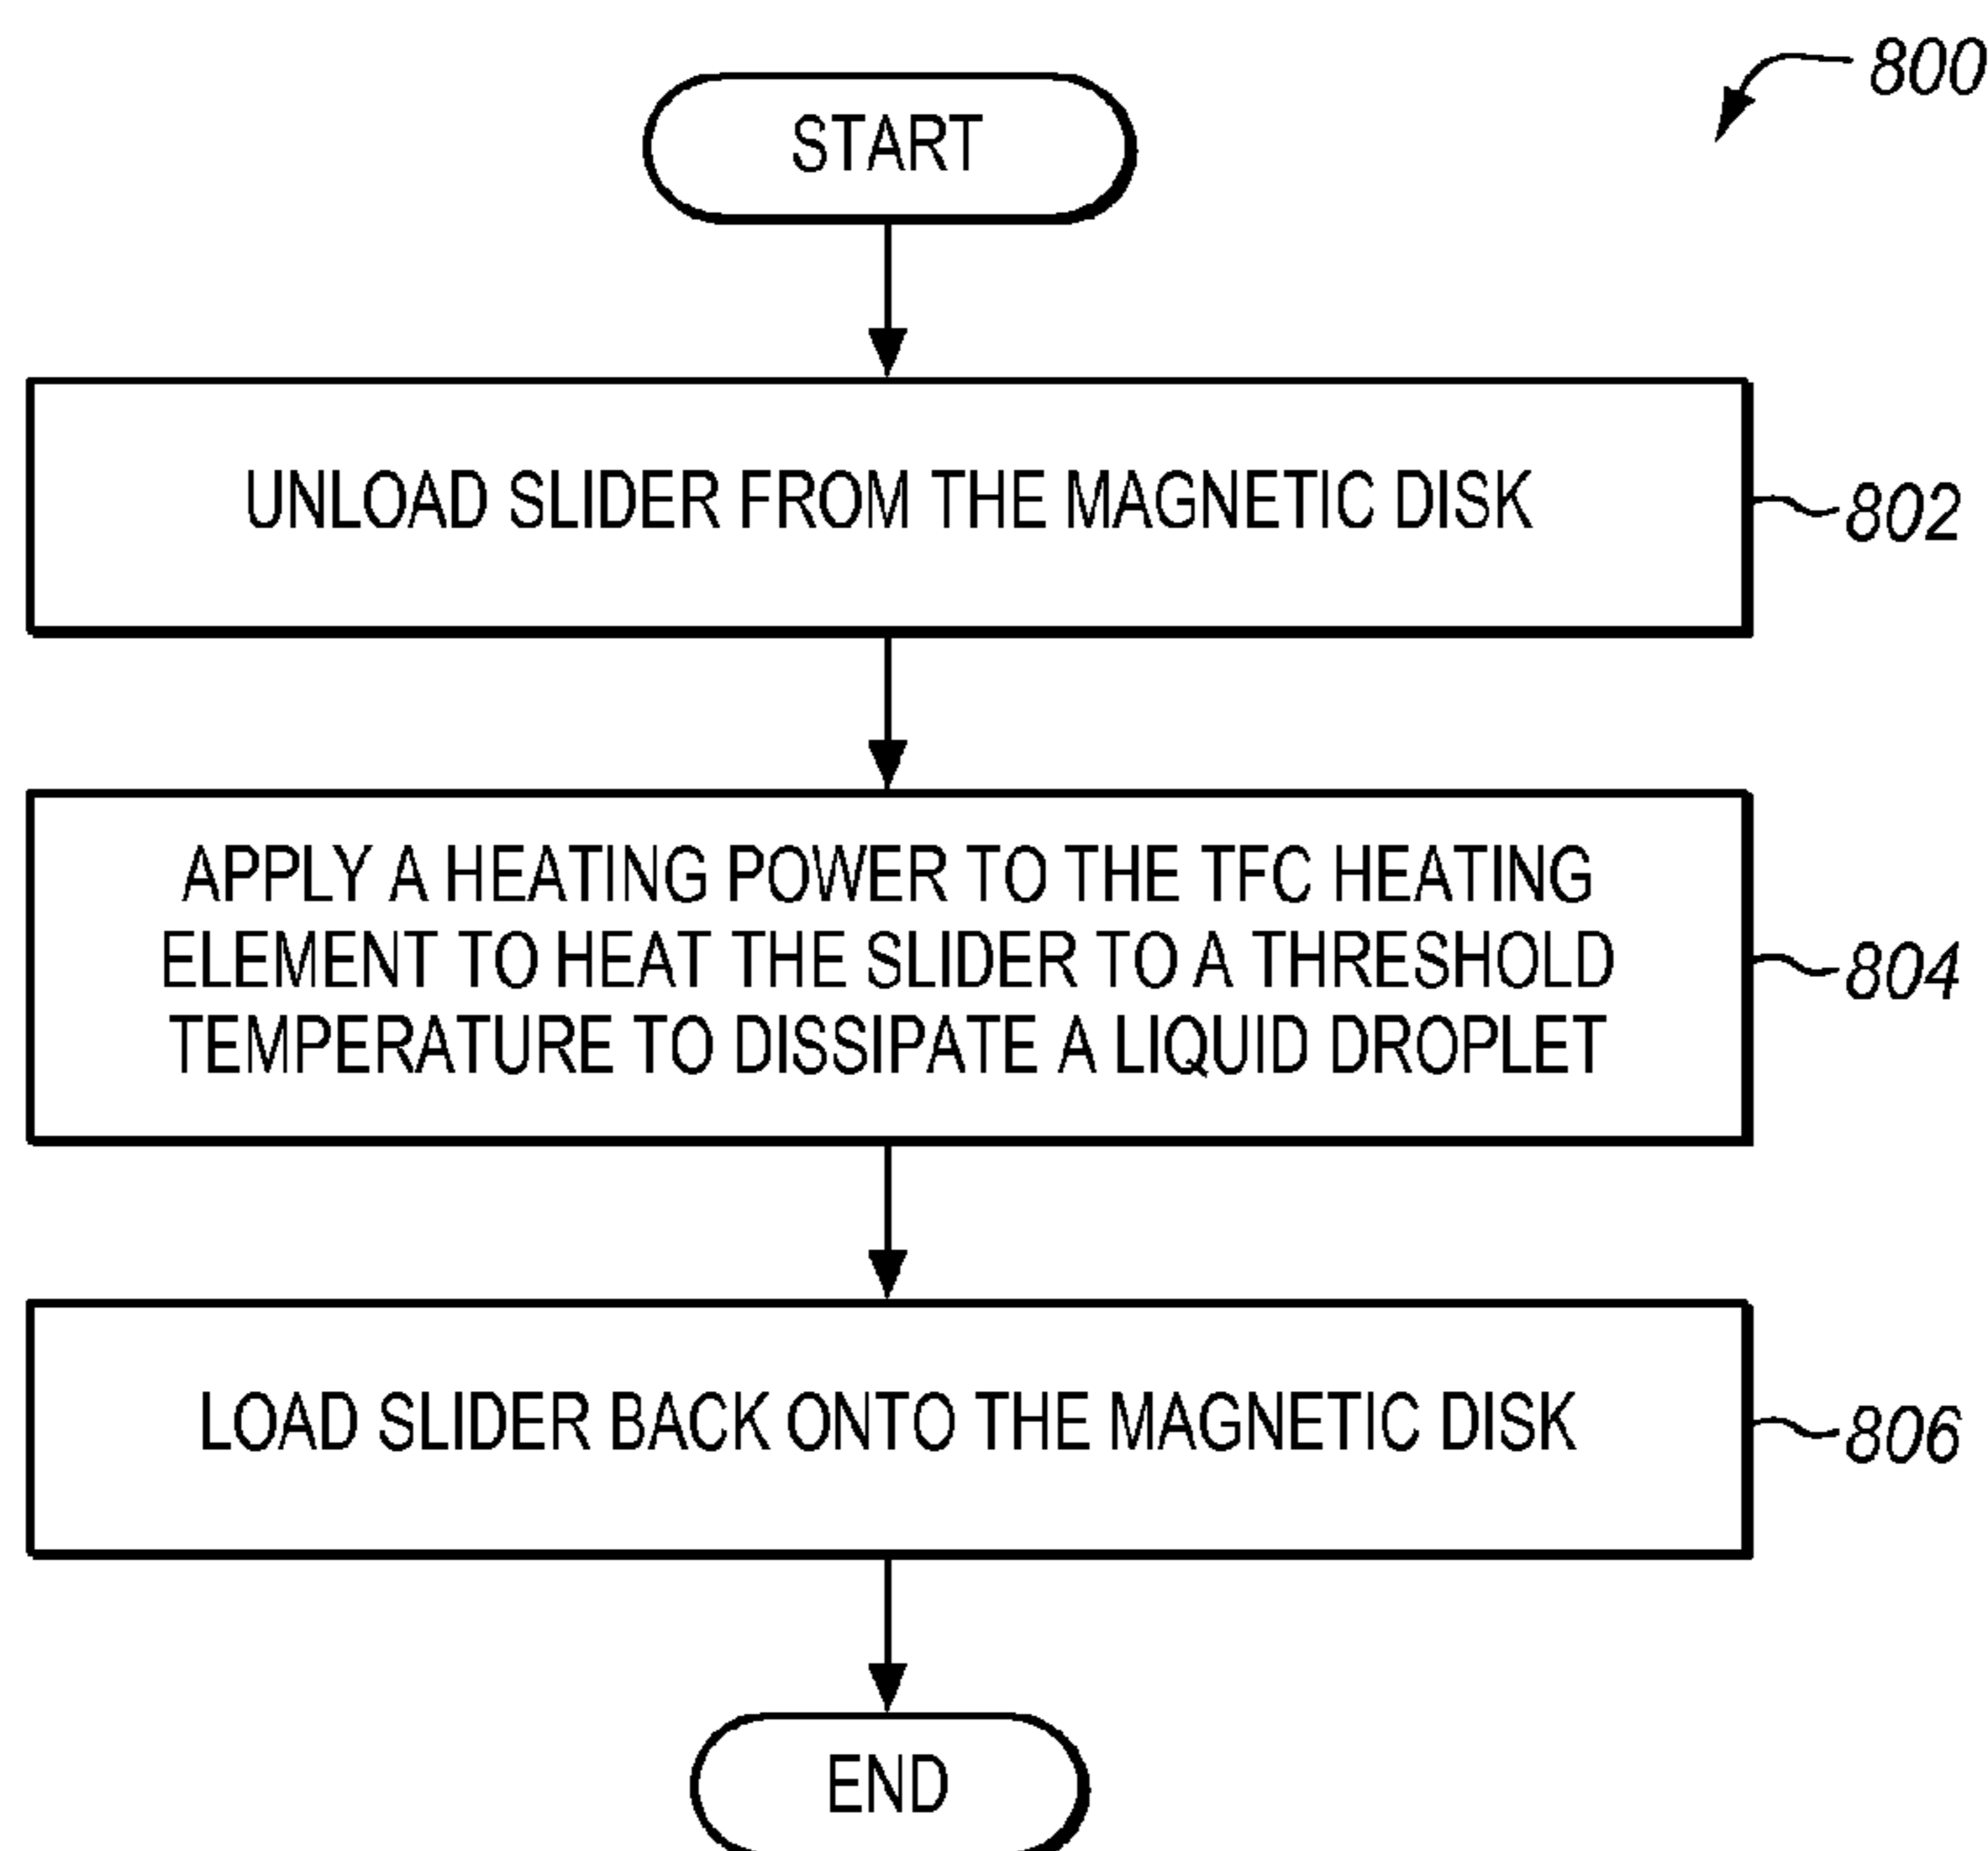 800
START
UNLOAD SLIDER FROM THE MAGNETIC DISK
802
APPLY A HEATING POWER TO THE TFC HEATING
ELEMENT TO HEAT THE SLIDER TO A THRESHOLD
TEMPERATURE TO DISSIPATE A LIQUID DROPLET
804
LOAD SLIDER BACK ONTO THE MAGNETIC DISK
806
END